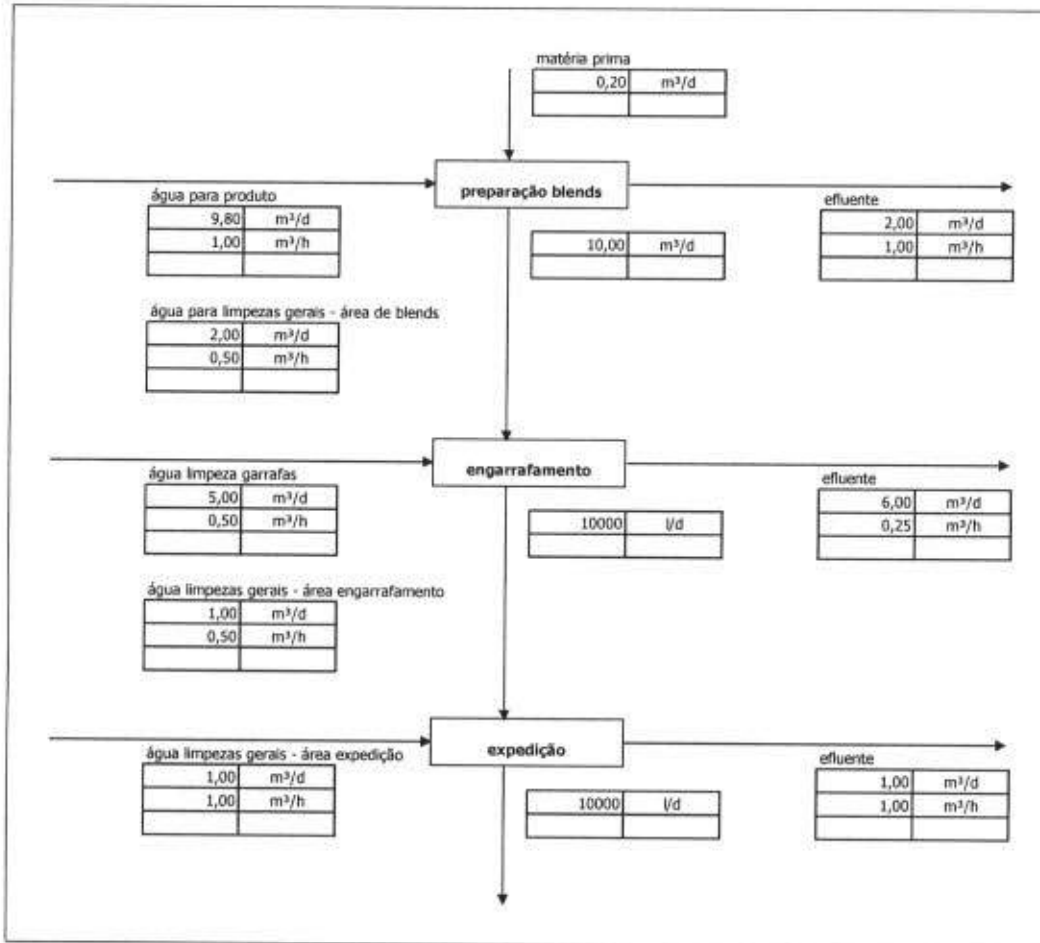 matéria prima
0,20 m³/d
preparação blends
água para produto
9,80 m³/d
1,00 m³/h
efluente
2,00 m³/d
1,00 m³/h
10,00 m³/d
água para limpezas gerais - área de blends
2,00 m³/d
0,50 m³/h
engarrafamento
água limpeza garrafas
5,00 m³/d
0,50 m³/h
efluente
6,00 m³/d
0,25 m³/h
10000 l/d
água limpezas gerais - área engarrafamento
1,00 m³/d
0,50 m³/h
expedição
água limpezas gerais - área expedição
1,00 m³/d
1,00 m³/h
efluente
1,00 m³/d
1,00 m³/h
10000 l/d